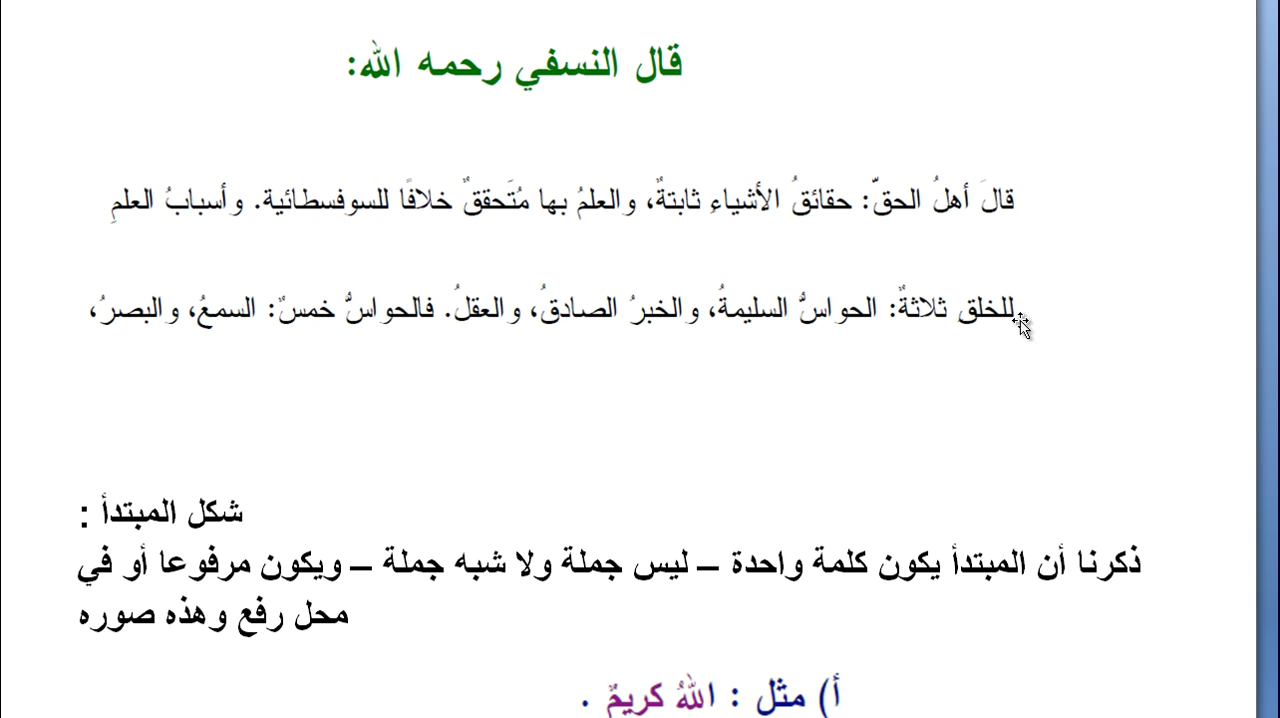 قال النسفي رحمه الله:
قالَ أهلُ الحقّ: حقائقُ الأشياءِ ثابتةٌ، والعلمُ بها مُتَحققٌ خلافًا للسوفسطائية. وأسبابُ العلمِ
للخلقِ ثلاثةٌ: الحواسُّ السليمةُ، والخبرُ الصادقُ، والعقلُ. فالحواسُّ خمسٌ: السمعُ، والبصرُ،
شكل المبتدأ :
ذكرنا أن المبتدأ يكون كلمة واحدة – ليس جملة ولا شبه جملة – ويكون مرفوعا أو في
محل رفع وهذه صوره
أ) مثل : اللهُ كريمٌ .